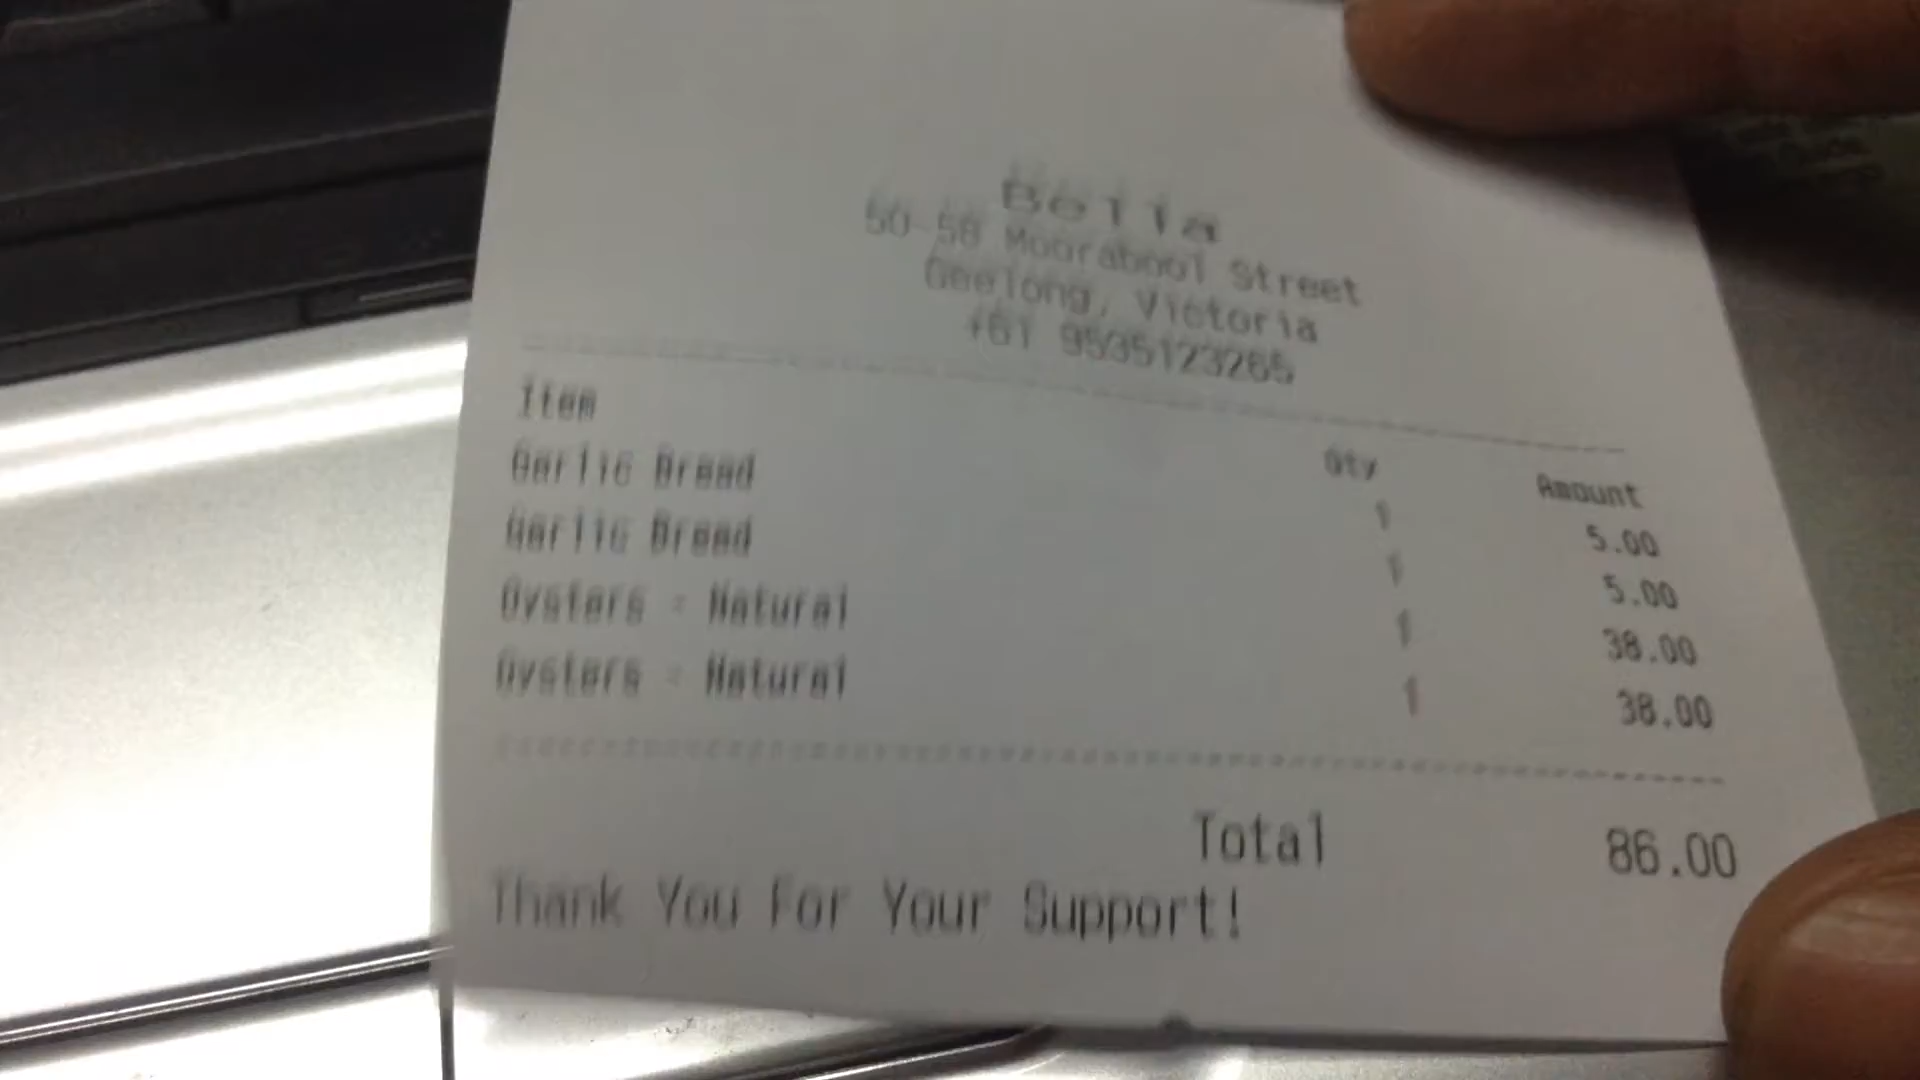 Bella
50-58 Moorabool Street
Geelong, Victoria
+61 9535123265
Item Qty Amount
Garlic Bread 1 5.00
Garlic Bread 1 5.00
Oysters - Natural 1 38.00
Oysters - Natural 1 38.00
Total 86.00
Thank You For Your Support!